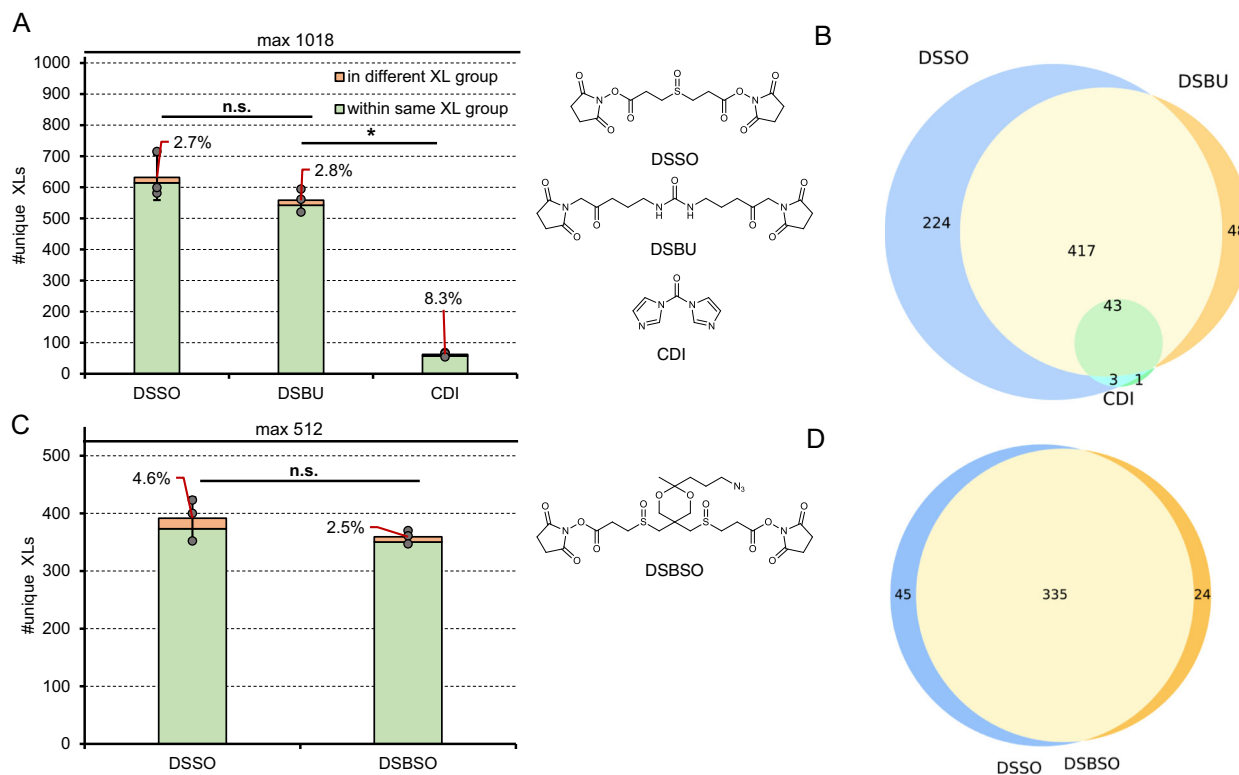 A
max 1018
1000
900
800
700
600
500
400
300
200
100
0
#unique XLs
in different XL group
within same XL group
n.s.
*
2.7%
2.8%
8.3%
DSSO
DSBU
CDI
O
O
N
O
O
O
S
O
O
O
N
O
O
DSSO
O
N
O
O
N
H
O
N
H
O
N
O
O
DSBU
O
N
N
N
N
CDI
B
DSSO
DSBU
224
417
48
43
3
1
CDI
C
max 512
500
400
300
200
100
0
#unique XLs
n.s.
4.6%
2.5%
DSSO
DSBSO
N3
O
O
O
N
O
O
O
S
O
S
O
O
O
N
O
O
DSBSO
D
45
335
24
DSSO
DSBSO